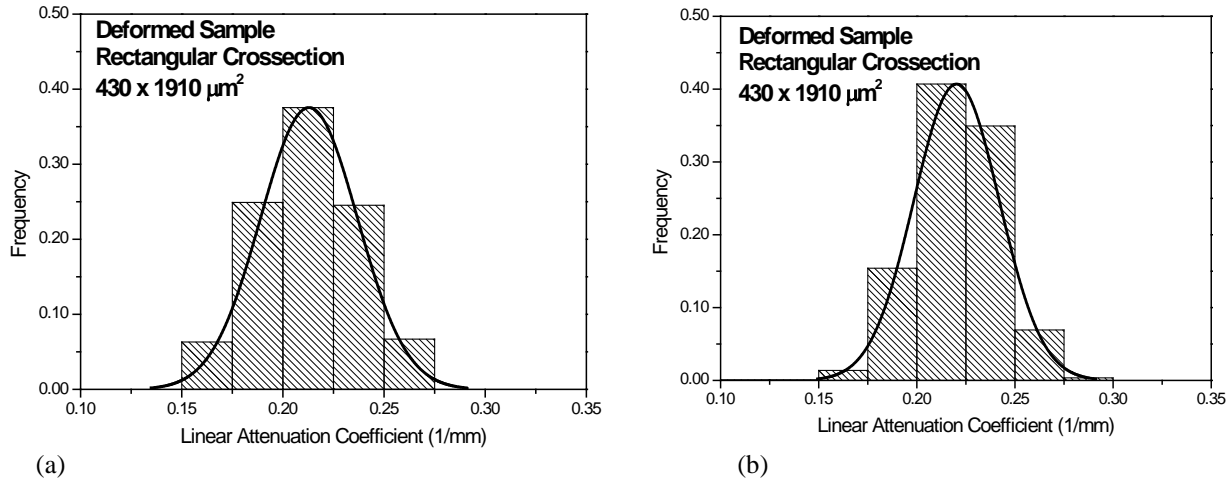 Deformed Sample
Rectangular Crossection
430 x 1910 μm²
0.50
0.40
0.30
0.20
0.10
0.00
Frequency
0.10 0.15 0.20 0.25 0.30 0.35
Linear Attenuation Coefficient (1/mm)
(a)
Deformed Sample
Rectangular Crossection
430 x 1910 μm²
0.50
0.40
0.30
0.20
0.10
0.00
Frequency
0.10 0.15 0.20 0.25 0.30 0.35
Linear Attenuation Coefficient (1/mm)
(b)